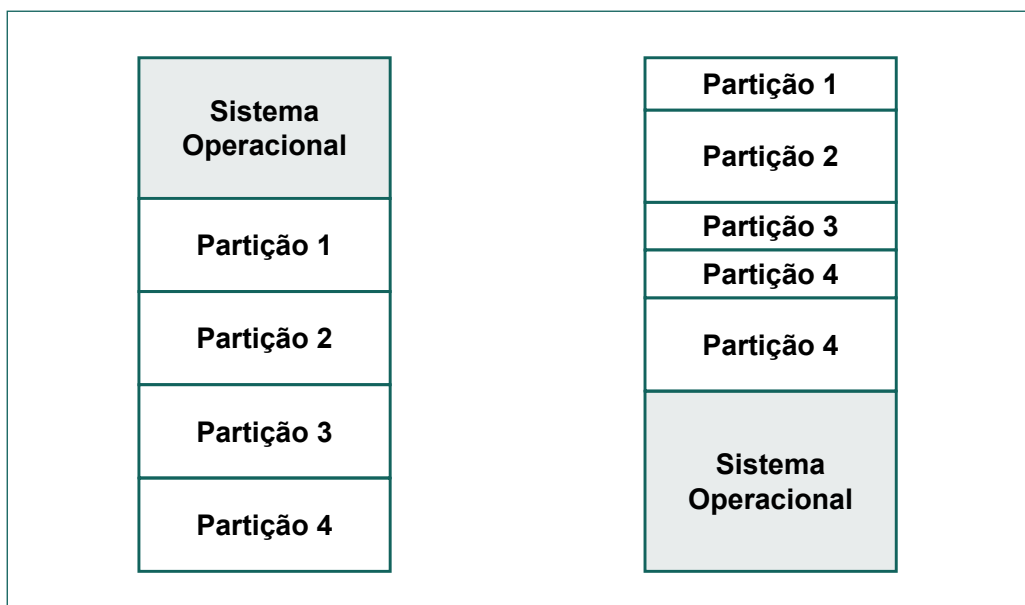 Sistema
Operacional
Partição 1
Partição 2
Partição 3
Partição 4
Partição 1
Partição 2
Partição 3
Partição 4
Partição 4
Sistema
Operacional